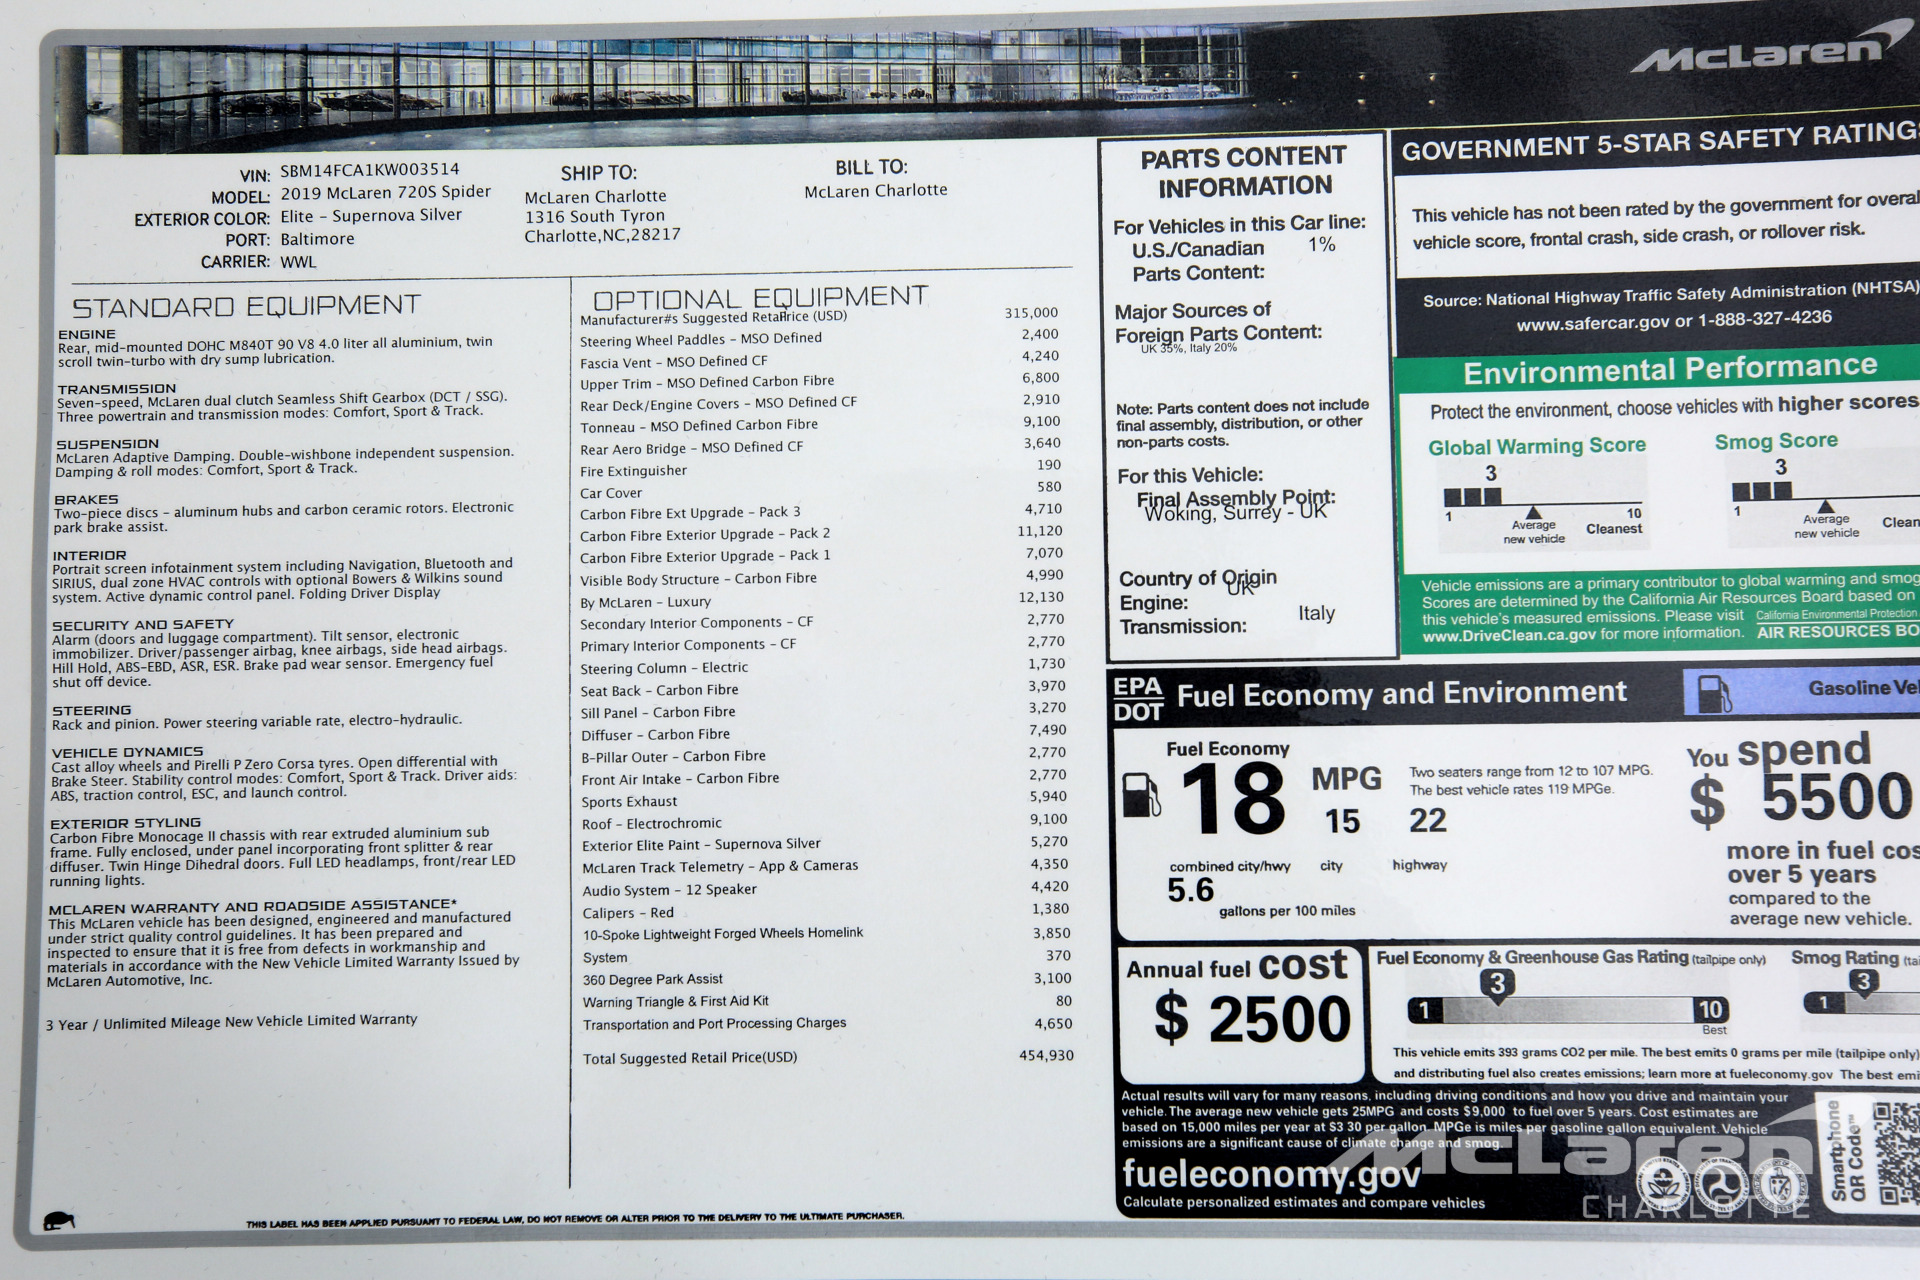 McLaren
VIN: SBM14FCA1KW003514
MODEL: 2019 McLaren 720S Spider
EXTERIOR COLOR: Elite - Supernova Silver
PORT: Baltimore
CARRIER: WWL
SHIP TO:
McLaren Charlotte
1316 South Tyron
Charlotte,NC,28217
BILL TO:
McLaren Charlotte
STANDARD EQUIPMENT
ENGINE
Rear, mid-mounted DOHC M840T 90 V8 4.0 liter all aluminium, twin
scroll twin-turbo with dry sump lubrication.
TRANSMISSION
Seven-speed, McLaren dual clutch Seamless Shift Gearbox (DCT / SSG).
Three powertrain and transmission modes: Comfort, Sport & Track.
SUSPENSION
McLaren Adaptive Damping. Double-wishbone independent suspension.
Damping & roll modes: Comfort, Sport & Track.
BRAKES
Two-piece discs - aluminum hubs and carbon ceramic rotors. Electronic
park brake assist.
INTERIOR
Portrait screen infotainment system including Navigation, Bluetooth and
SIRIUS, dual zone HVAC controls with optional Bowers & Wilkins sound
system. Active dynamic control panel. Folding Driver Display
SECURITY AND SAFETY
Alarm (doors and luggage compartment). Tilt sensor, electronic
immobilizer. Driver/passenger airbag, knee airbags, side head airbags.
Hill Hold, ABS-EBD, ASR, ESR. Brake pad wear sensor. Emergency fuel
shut off device.
STEERING
Rack and pinion. Power steering variable rate, electro-hydraulic.
VEHICLE DYNAMICS
Cast alloy wheels and Pirelli P Zero Corsa tyres. Open differential with
Brake Steer. Stability control modes: Comfort, Sport & Track. Driver aids:
ABS, traction control, ESC, and launch control.
EXTERIOR STYLING
Carbon Fibre Monocage II chassis with rear extruded aluminium sub
frame. Fully enclosed, under panel incorporating front splitter & rear
diffuser. Twin Hinge Dihedral doors. Full LED headlamps, front/rear LED
running lights.
MCLAREN WARRANTY AND ROADSIDE ASSISTANCE*
This McLaren vehicle has been designed, engineered and manufactured
under strict quality control guidelines. It has been prepared and
inspected to ensure that it is free from defects in workmanship and
materials in accordance with the New Vehicle Limited Warranty Issued by
McLaren Automotive, Inc.
3 Year / Unlimited Mileage New Vehicle Limited Warranty
OPTIONAL EQUIPMENT
Manufacturer#s Suggested Retail Price (USD) 315,000
Steering Wheel Paddles - MSO Defined 2,400
Fascia Vent - MSO Defined CF 4,240
Upper Trim - MSO Defined Carbon Fibre 6,800
Rear Deck/Engine Covers - MSO Defined CF 2,910
Tonneau - MSO Defined Carbon Fibre 9,100
Rear Aero Bridge - MSO Defined CF 3,640
Fire Extinguisher 190
Car Cover 580
Carbon Fibre Ext Upgrade - Pack 3 4,710
Carbon Fibre Exterior Upgrade - Pack 2 11,120
Carbon Fibre Exterior Upgrade - Pack 1 7,070
Visible Body Structure - Carbon Fibre 4,990
By McLaren - Luxury 12,130
Secondary Interior Components - CF 2,770
Primary Interior Components - CF 2,770
Steering Column - Electric 1,730
Seat Back - Carbon Fibre 3,970
Sill Panel - Carbon Fibre 3,270
Diffuser - Carbon Fibre 7,490
B-Pillar Outer - Carbon Fibre 2,770
Front Air Intake - Carbon Fibre 2,770
Sports Exhaust 5,940
Roof - Electrochromic 9,100
Exterior Elite Paint - Supernova Silver 5,270
McLaren Track Telemetry - App & Cameras 4,350
Audio System - 12 Speaker 4,420
Calipers - Red 1,380
10-Spoke Lightweight Forged Wheels Homelink 3,850
System 370
360 Degree Park Assist 3,100
Warning Triangle & First Aid Kit 80
Transportation and Port Processing Charges 4,650
Total Suggested Retail Price(USD) 454,930
THIS LABEL HAS BEEN APPLIED PURSUANT TO FEDERAL LAW, DO NOT REMOVE OR ALTER PRIOR TO THE DELIVERY TO THE ULTIMATE PURCHASER.
PARTS CONTENT
INFORMATION
For Vehicles in this Car line:
U.S./Canadian 1%
Parts Content:
Major Sources of
Foreign Parts Content:
UK 35%, Italy 20%
Note: Parts content does not include
final assembly, distribution, or other
non-parts costs.
For this Vehicle:
Final Assembly Point:
Woking, Surrey - UK
Country of Origin
UK
Engine:
Italy
Transmission:
GOVERNMENT 5-STAR SAFETY RATINGS
This vehicle has not been rated by the government for overal
vehicle score, frontal crash, side crash, or rollover risk.
Source: National Highway Traffic Safety Administration (NHTSA)
www.safercar.gov or 1-888-327-4236
Environmental Performance
Protect the environment, choose vehicles with higher scores
Global Warming Score
3
1 10
Average
new vehicle
Cleanest
Smog Score
3
1
Average
new vehicle
Clean
Vehicle emissions are a primary contributor to global warming and smog
Scores are determined by the California Air Resources Board based on
this vehicle's measured emissions. Please visit California Environmental Protection
www.DriveClean.ca.gov for more information. AIR RESOURCES BO
EPA
DOT
Fuel Economy and Environment
Gasoline Veh
Fuel Economy
18 MPG
15 22
combined city/hwy city highway
5.6
gallons per 100 miles
Two seaters range from 12 to 107 MPG.
The best vehicle rates 119 MPGe.
You spend
$ 5500
more in fuel cos
over 5 years
compared to the
average new vehicle.
Annual fuel cost
$ 2500
Fuel Economy & Greenhouse Gas Rating (tailpipe only)
3
1 10
Best
Smog Rating (tai
3
1
This vehicle emits 393 grams CO2 per mile. The best emits 0 grams per mile (tailpipe only)
and distributing fuel also creates emissions; learn more at fueleconomy.gov The best emi
Actual results will vary for many reasons, including driving conditions and how you drive and maintain your
vehicle. The average new vehicle gets 25MPG and costs $9,000 to fuel over 5 years. Cost estimates are
based on 15,000 miles per year at $3 30 per gallon. MPGe is miles per gasoline gallon equivalent. Vehicle
emissions are a significant cause of climate change and smog.
fueleconomy.gov
Calculate personalized estimates and compare vehicles
Smartphone
QR Code™
McLaren
CHARLOTTE